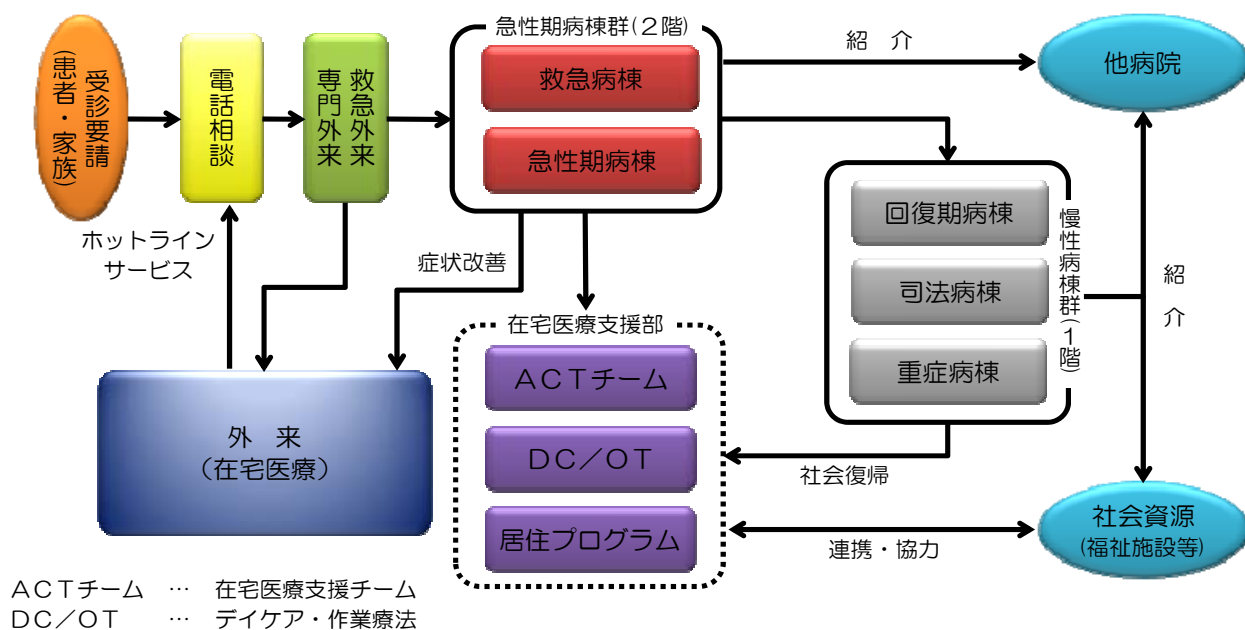 受診要請
(患者・家族)
電話相談
救急外来
専門外来
急性期病棟群(２階)
救急病棟
急性期病棟
紹　介
他病院
ホットライン
サービス
症状改善
回復期病棟
司法病棟
重症病棟
慢性病棟群(１階)
紹　介
外　来
(在宅医療)
在宅医療支援部
ＡＣＴチーム
ＤＣ／ＯＴ
居住プログラム
社会復帰
連携・協力
社会資源
(福祉施設等)
ＡＣＴチーム　…　在宅医療支援チーム
ＤＣ／ＯＴ　…　デイケア・作業療法